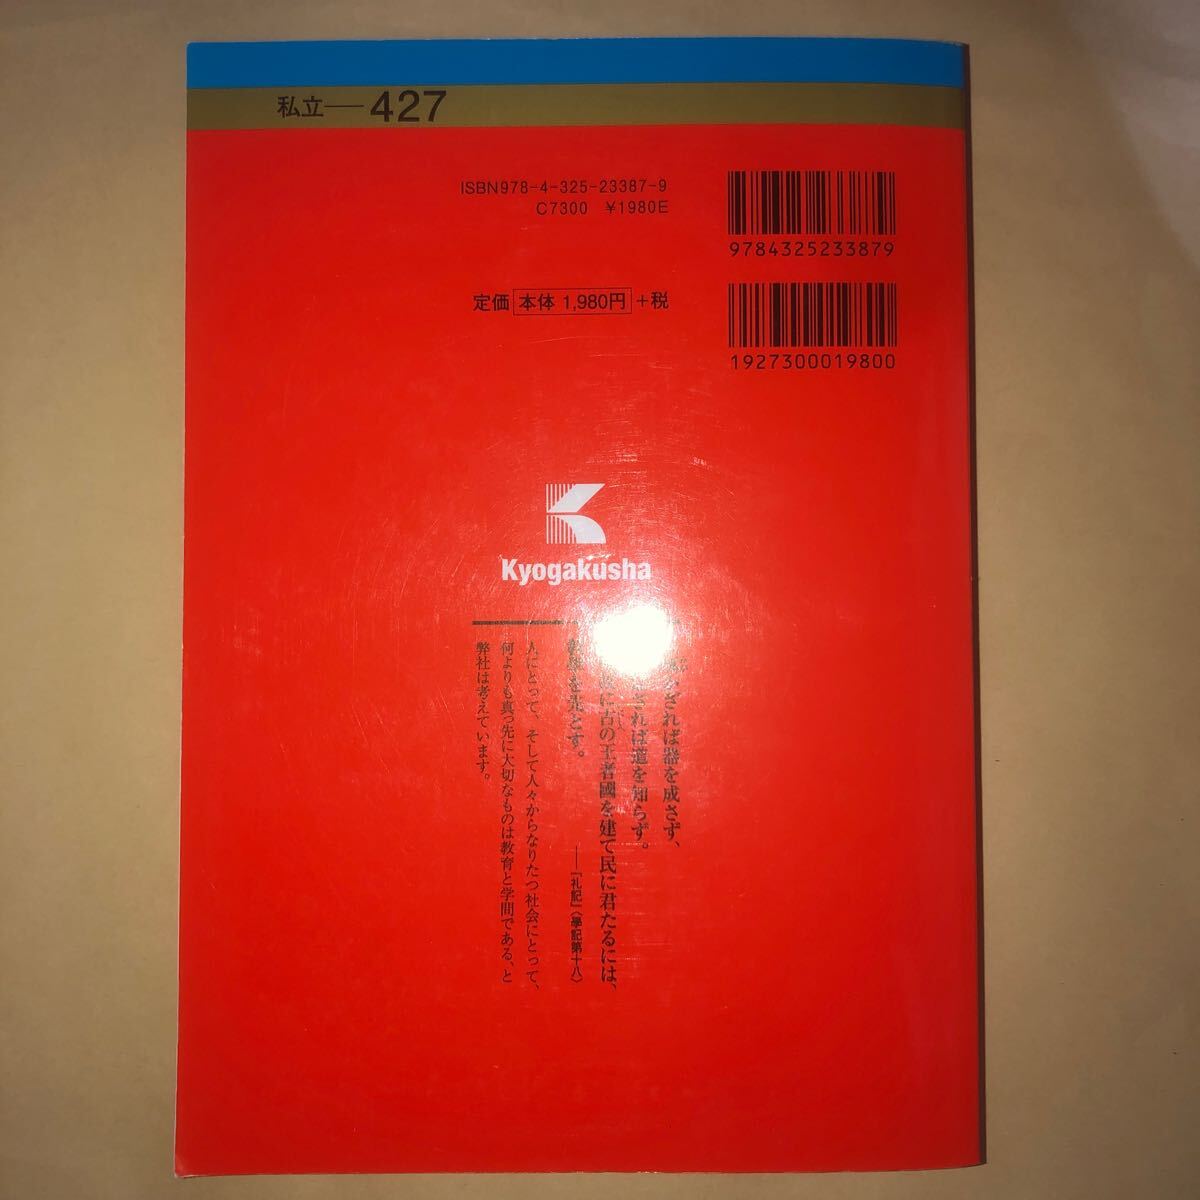 私立―427
ISBN978-4-325-23387-9
C7300 ¥1980E
9784325233879
定価 本体 1,980円 +税
1927300019800
Kyogakusha
ざれば器を成さず、
ざれば道を知らず。
に古の王者國を建て民に君たるには、
を先とす。
――『礼記』〈學記第十八〉
人にとって、そして人々からなりたつ社会にとって、
何よりも真っ先に大切なものは教育と学問である、と
弊社は考えています。